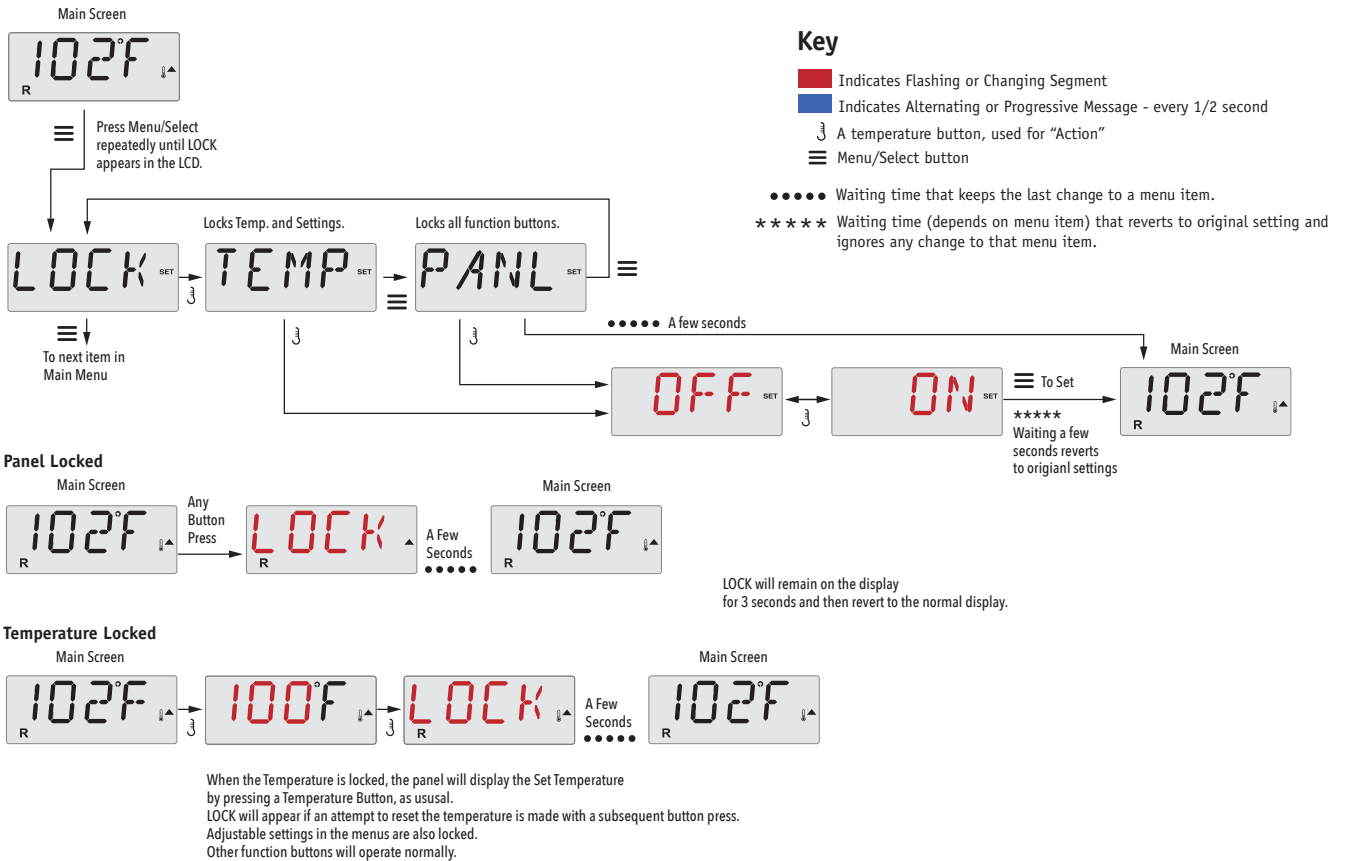 Main Screen
102°F
R
Press Menu/Select
repeatedly until LOCK
appears in the LCD.
Key
Indicates Flashing or Changing Segment
Indicates Alternating or Progressive Message - every 1/2 second
A temperature button, used for “Action”
Menu/Select button
••••• Waiting time that keeps the last change to a menu item.
***** Waiting time (depends on menu item) that reverts to original setting and
ignores any change to that menu item.
Locks Temp. and Settings.
Locks all function buttons.
LOCK SET
TEMP SET
PANL SET
To next item in
Main Menu
••••• A few seconds
OFF SET
ON SET
To Set
*****
Waiting a few
seconds reverts
to origianl settings
Main Screen
102°F
R
Panel Locked
Main Screen
102°F
R
Any
Button
Press
LOCK
R
A Few
Seconds
•••••
Main Screen
102°F
R
LOCK will remain on the display
for 3 seconds and then revert to the normal display.
Temperature Locked
Main Screen
102°F
R
100°F
LOCK
R
A Few
Seconds
•••••
Main Screen
102°F
R
When the Temperature is locked, the panel will display the Set Temperature
by pressing a Temperature Button, as ususal.
LOCK will appear if an attempt to reset the temperature is made with a subsequent button press.
Adjustable settings in the menus are also locked.
Other function buttons will operate normally.